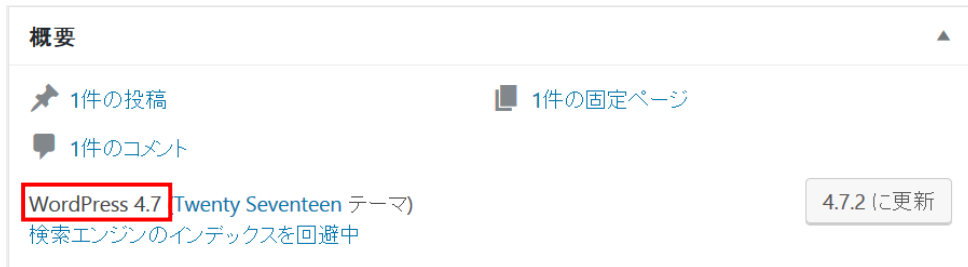 概要
1件の投稿
1件の固定ページ
1件のコメント
WordPress 4.7 (Twenty Seventeen テーマ)
4.7.2 に更新
検索エンジンのインデックスを回避中